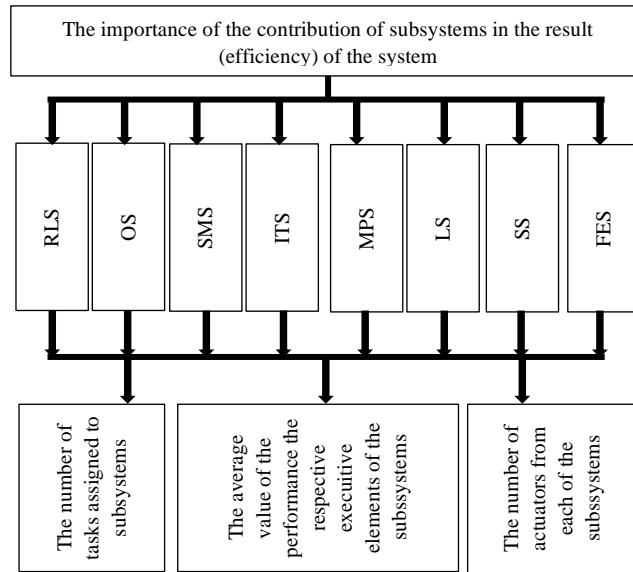 The importance of the contribution of subsystems in the result
(efficiency) of the system
RLS
OS
SMS
ITS
MPS
LS
SS
FES
The number of
tasks assigned to
subsystems
The average
value of the
performance the
respective
execuitive
elements of the
subssystems
The number of
actuators from
each of the
subssystems